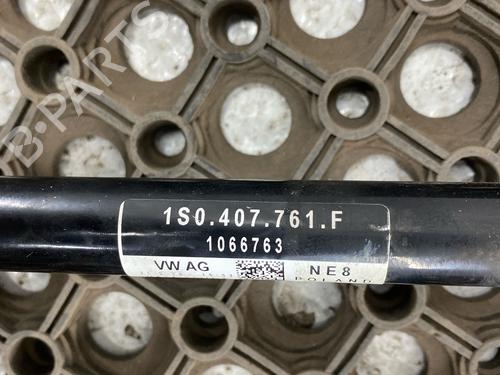 B-PARTS
1S0.407.761.F
1066763
VW AG
NE8
POLAND